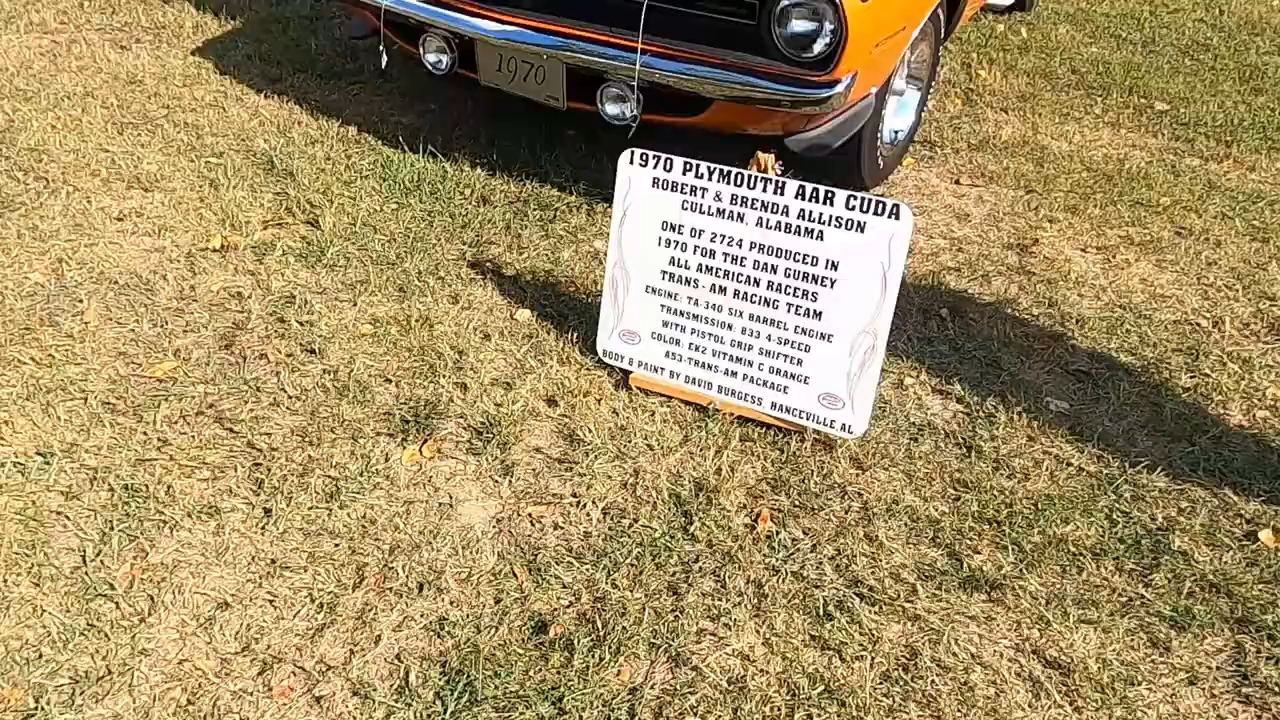 1970
1970 PLYMOUTH AAR CUDA
ROBERT & BRENDA ALLISON
CULLMAN, ALABAMA
ONE OF 2724 PRODUCED IN
1970 FOR THE DAN GURNEY
ALL AMERICAN RACERS
TRANS-AM RACING TEAM
ENGINE: TA-340 SIX BARREL ENGINE
TRANSMISSION: 833 4-SPEED
WITH PISTOL GRIP SHIFTER
COLOR: EK2 VITAMIN C ORANGE
A53-TRANS-AM PACKAGE
BODY & PAINT BY DAVID BURGESS, HANCEVILLE, AL